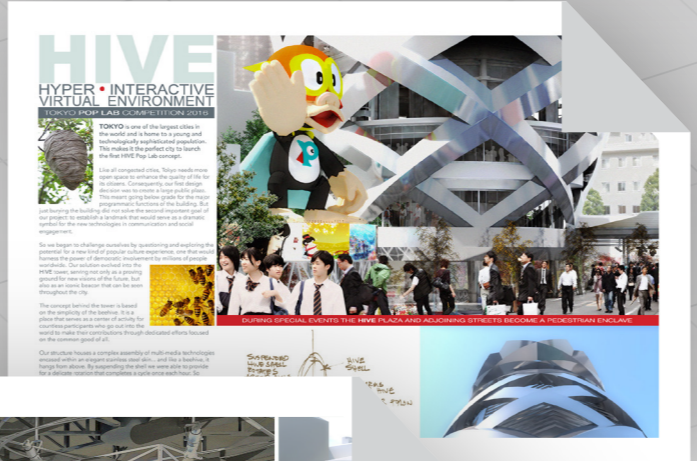 HIVE
HYPER • INTERACTIVE
VIRTUAL ENVIRONMENT
TOKYO POP LAB COMPETITION 2016
TOKYO is one of the largest cities in
the world and is home to a young and
technologically sophisticated population.
This makes it the perfect city to launch
the first HIVE Pop Lab concept.
Like all congested cities, Tokyo needs more
open space to enhance the quality of life for
its citizens. Consequently, our first design
decision was to create a large public plaza.
This meant going below grade for the major
programmatic functions of the building. But
just burying the building did not solve the second important goal of
our project: to establish a landmark that would serve as a dramatic
symbol for the new technologies in communication and social
engagement.
So we began to challenge ourselves by questioning and exploring the
potential for a new kind of popular culture experience, one that would
harness the power of democratic involvement by millions of people
worldwide. Our solution evolved into the
HIVE tower, serving not only as a proving
ground for new visions of the future, but
also as an iconic beacon that can be seen
throughout the city.
The concept behind the tower is based
on the simplicity of the beehive. It is a
place that serves as a center of activity for
countless participants who go out into the
world to make their contributions through dedicated efforts focused
on the common good of all.
Our structure houses a complex assembly of multi-media technologies
encased within an elegant stainless steel skin... and like a beehive, it
hangs from above. By suspending the shell we were able to provide
for a delicate rotation that completes a cycle once each hour. So
DURING SPECIAL EVENTS THE HIVE PLAZA AND ADJOINING STREETS BECOME A PEDESTRIAN ENCLAVE
SUSPENDED
HIVE SHELL
ROTATES
HIVE
SHELL
HIVE